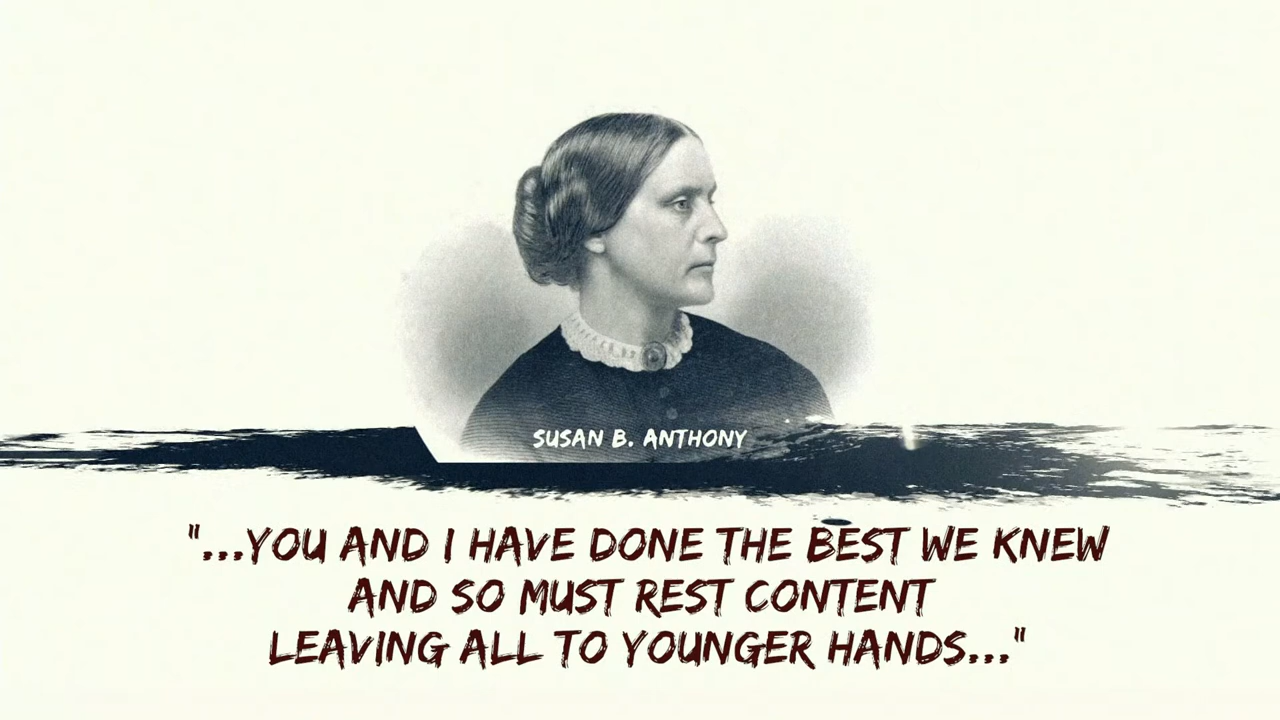 SUSAN B. ANTHONY
"...YOU AND I HAVE DONE THE BEST WE KNEW
AND SO MUST REST CONTENT
LEAVING ALL TO YOUNGER HANDS..."